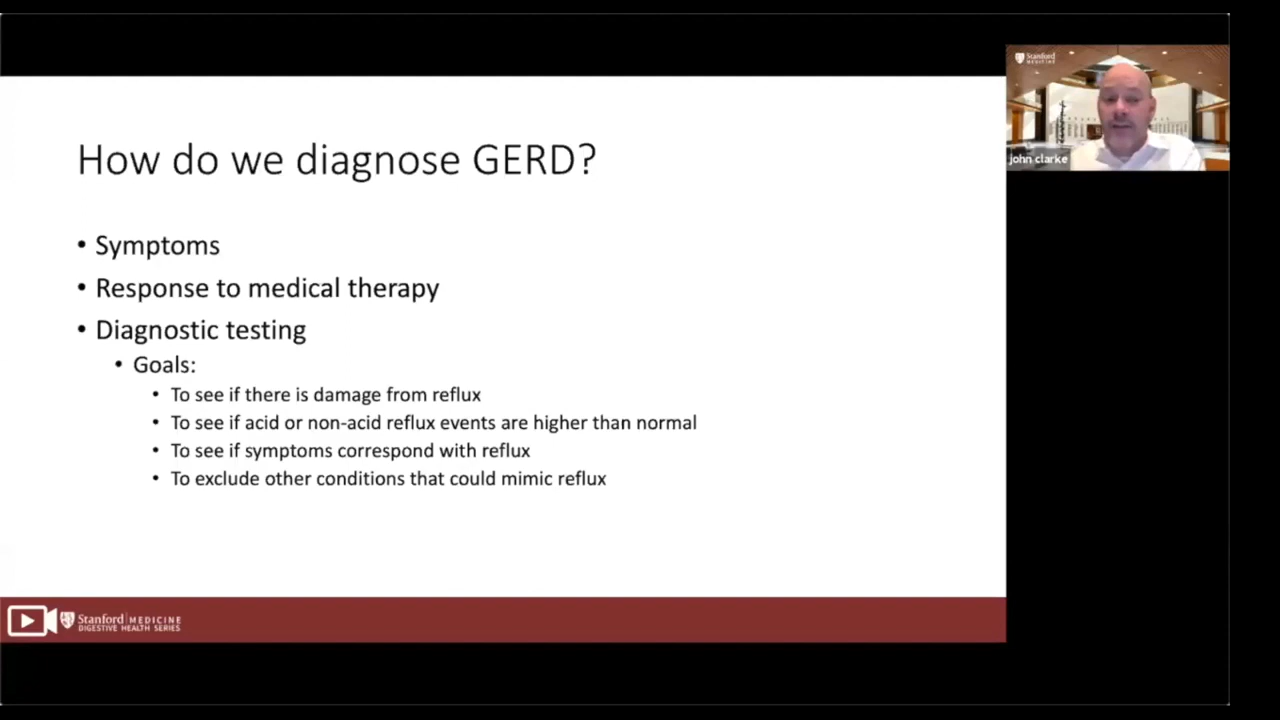 How do we diagnose GERD?
• Symptoms
• Response to medical therapy
• Diagnostic testing
• Goals:
• To see if there is damage from reflux
• To see if acid or non-acid reflux events are higher than normal
• To see if symptoms correspond with reflux
• To exclude other conditions that could mimic reflux
Stanford MEDICINE
DIGESTIVE HEALTH SERIES
Stanford
MEDICINE
john clarke